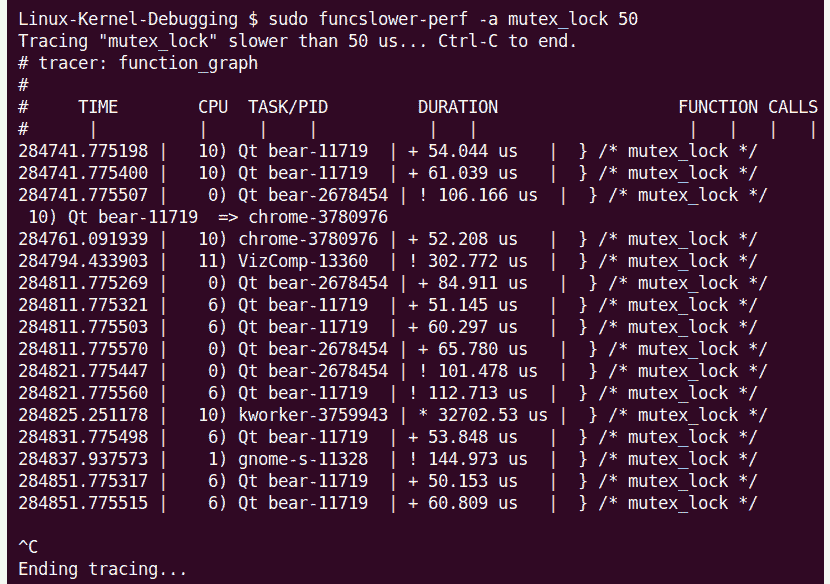 Linux-Kernel-Debugging $ sudo funcslower-perf -a mutex_lock 50
Tracing "mutex_lock" slower than 50 us... Ctrl-C to end.
# tracer: function_graph
#
#     TIME        CPU  TASK/PID         DURATION                  FUNCTION CALLS
#      |          |     |    |           |   |                     |   |   |   |
284741.775198 |   10) Qt bear-11719  | + 54.044 us   |  } /* mutex_lock */
284741.775400 |   10) Qt bear-11719  | + 61.039 us   |  } /* mutex_lock */
284741.775507 |    0) Qt bear-2678454 | ! 106.166 us  |  } /* mutex_lock */
 10) Qt bear-11719  => chrome-3780976
284761.091939 |   10) chrome-3780976 | + 52.208 us   |  } /* mutex_lock */
284794.433903 |   11) VizComp-13360  | ! 302.772 us  |  } /* mutex_lock */
284811.775269 |    0) Qt bear-2678454 | + 84.911 us   |  } /* mutex_lock */
284811.775321 |    6) Qt bear-11719  | + 51.145 us   |  } /* mutex_lock */
284811.775503 |    6) Qt bear-11719  | + 60.297 us   |  } /* mutex_lock */
284811.775570 |    0) Qt bear-2678454 | + 65.780 us   |  } /* mutex_lock */
284821.775447 |    0) Qt bear-2678454 | ! 101.478 us  |  } /* mutex_lock */
284821.775560 |    6) Qt bear-11719  | ! 112.713 us  |  } /* mutex_lock */
284825.251178 |   10) kworker-3759943 | * 32702.53 us |  } /* mutex_lock */
284831.775498 |    6) Qt bear-11719  | + 53.848 us   |  } /* mutex_lock */
284837.937573 |    1) gnome-s-11328  | ! 144.973 us  |  } /* mutex_lock */
284851.775317 |    6) Qt bear-11719  | + 50.153 us   |  } /* mutex_lock */
284851.775515 |    6) Qt bear-11719  | + 60.809 us   |  } /* mutex_lock */
^C
Ending tracing...